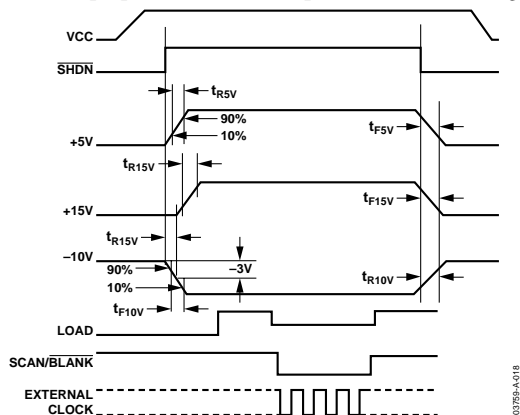 VCC
SHDN
tR5V
90%
10%
tF5V
+5V
tR15V
+15V
tF15V
tR15V
–10V
90%
–3V
10%
tR10V
tF10V
LOAD
SCAN/BLANK
EXTERNAL
CLOCK
03759-A-018